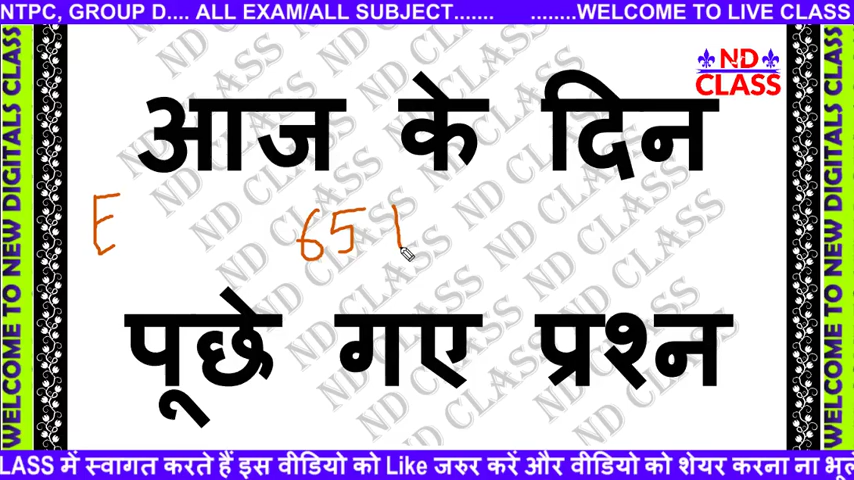 NTPC, GROUP D.... ALL EXAM/ALL SUBJECT....... ........WELCOME TO LIVE CLASS
ND
CLASS
आज के दिन
E 651
पूछे गए प्रश्न
WELCOME TO NEW DIGITALS CLASS
WELCOME TO NEW DIGITALS CLASS
LASS में स्वागत करते हैं इस वीडियो को Like जरुर करें और वीडियो को शेयर करना ना भूले